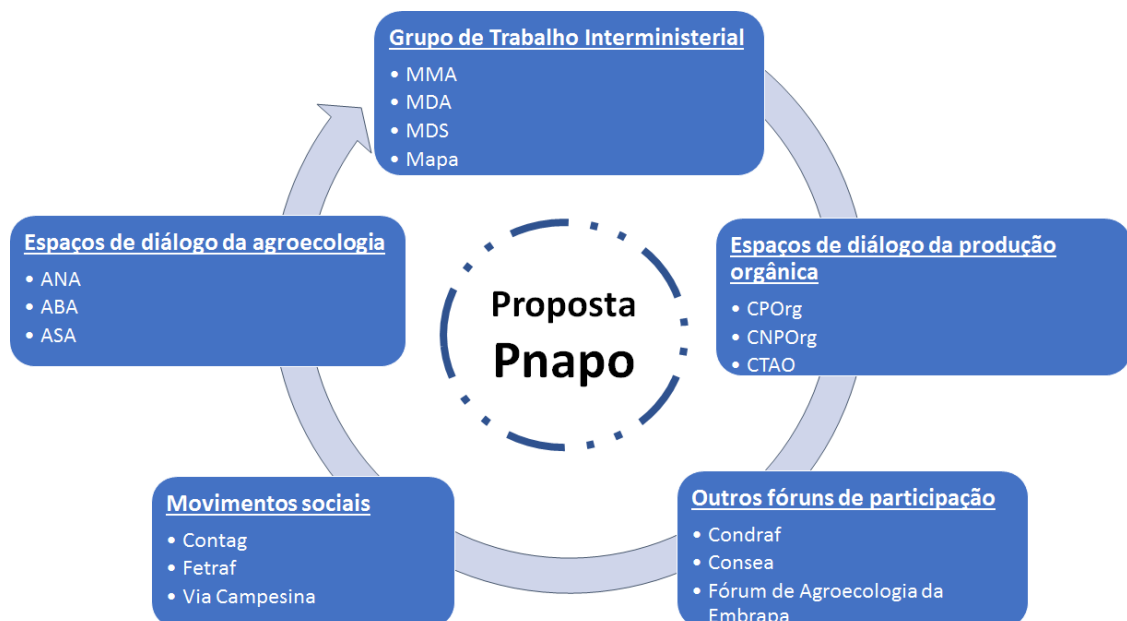 Grupo de Trabalho Interministerial
• MMA
• MDA
• MDS
• Mapa
Espaços de diálogo da produção
orgânica
• CPOrg
• CNPOrg
• CTAO
Outros fóruns de participação
• Condraf
• Consea
• Fórum de Agroecologia da
Embrapa
Movimentos sociais
• Contag
• Fetraf
• Via Campesina
Espaços de diálogo da agroecologia
• ANA
• ABA
• ASA
Proposta
Pnapo